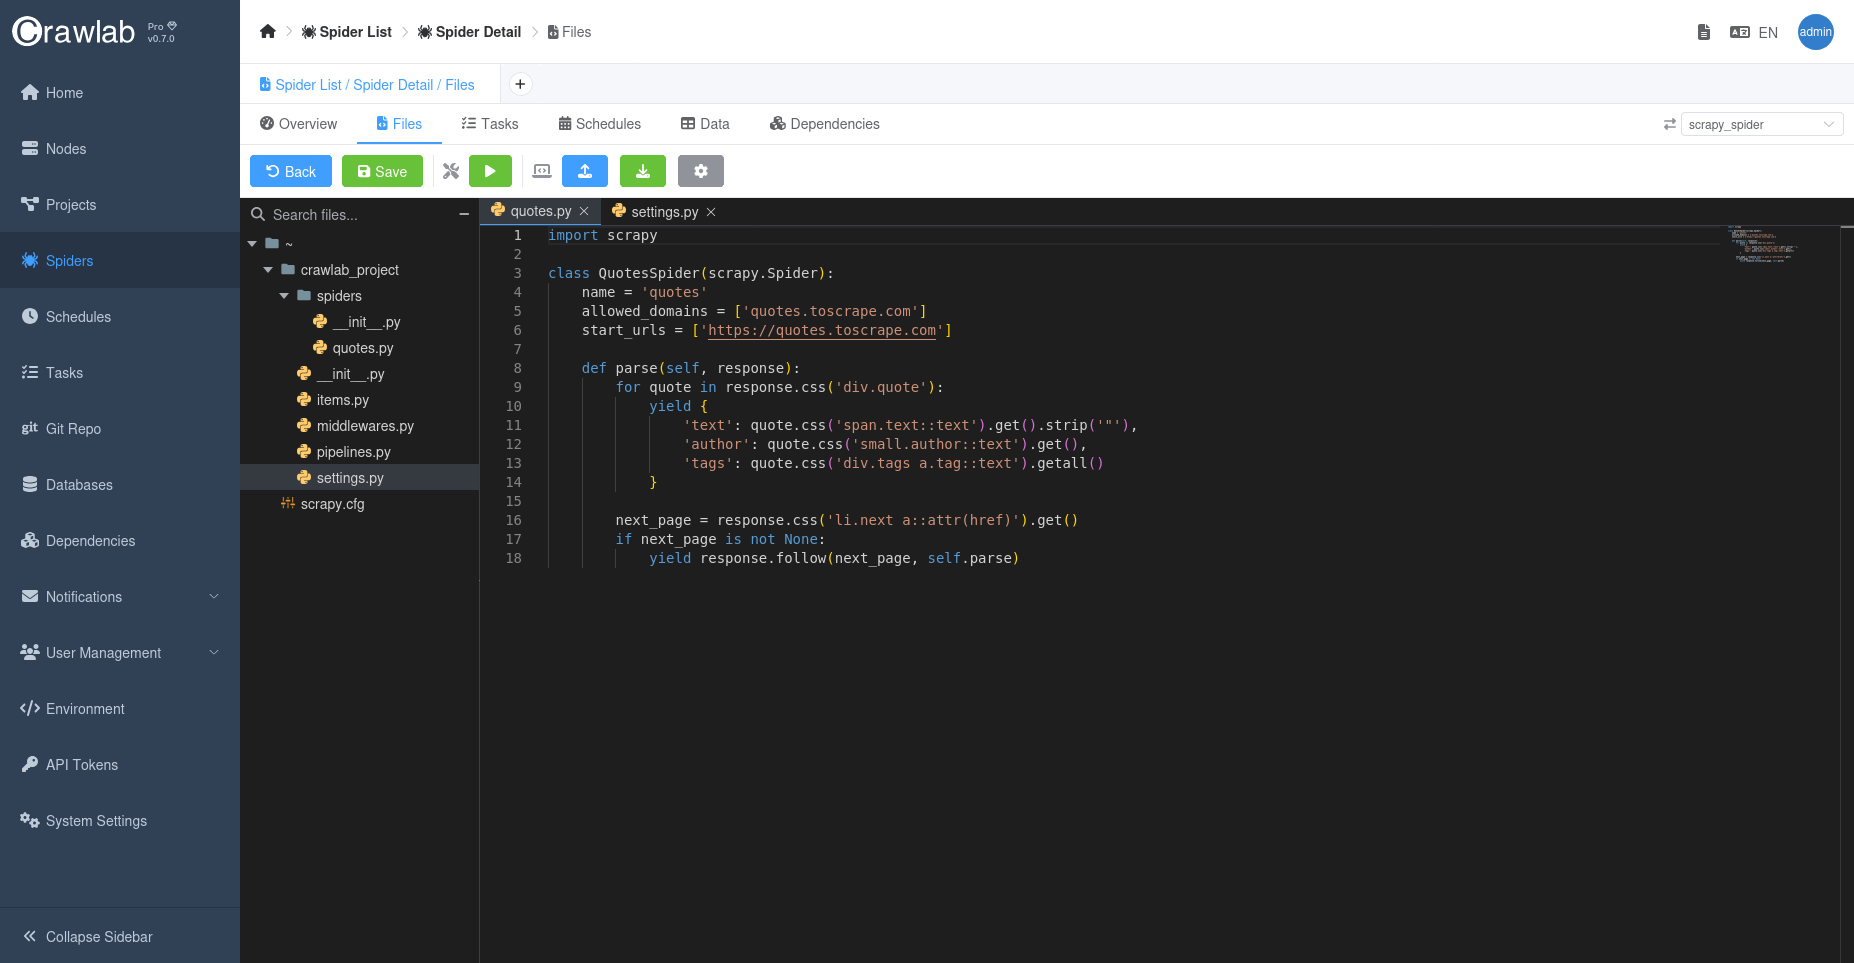 Crawlab
Pro
v0.7.0
Home
Nodes
Projects
Spiders
Schedules
Tasks
git Git Repo
Databases
Dependencies
Notifications
User Management
Environment
API Tokens
System Settings
Collapse Sidebar
Spider List > Spider Detail > Files
EN
admin
Spider List / Spider Detail / Files
+
Overview Files Tasks Schedules Data Dependencies
scrapy_spider
Back Save
Search files...
~
crawlab_project
spiders
__init__.py
quotes.py
__init__.py
items.py
middlewares.py
pipelines.py
settings.py
scrapy.cfg
quotes.py settings.py
1 import scrapy
2
3 class QuotesSpider(scrapy.Spider):
4     name = 'quotes'
5     allowed_domains = ['quotes.toscrape.com']
6     start_urls = ['https://quotes.toscrape.com']
7
8     def parse(self, response):
9         for quote in response.css('div.quote'):
10             yield {
11                 'text': quote.css('span.text::text').get().strip('"'),
12                 'author': quote.css('small.author::text').get(),
13                 'tags': quote.css('div.tags a.tag::text').getall()
14             }
15
16         next_page = response.css('li.next a::attr(href)').get()
17         if next_page is not None:
18             yield response.follow(next_page, self.parse)